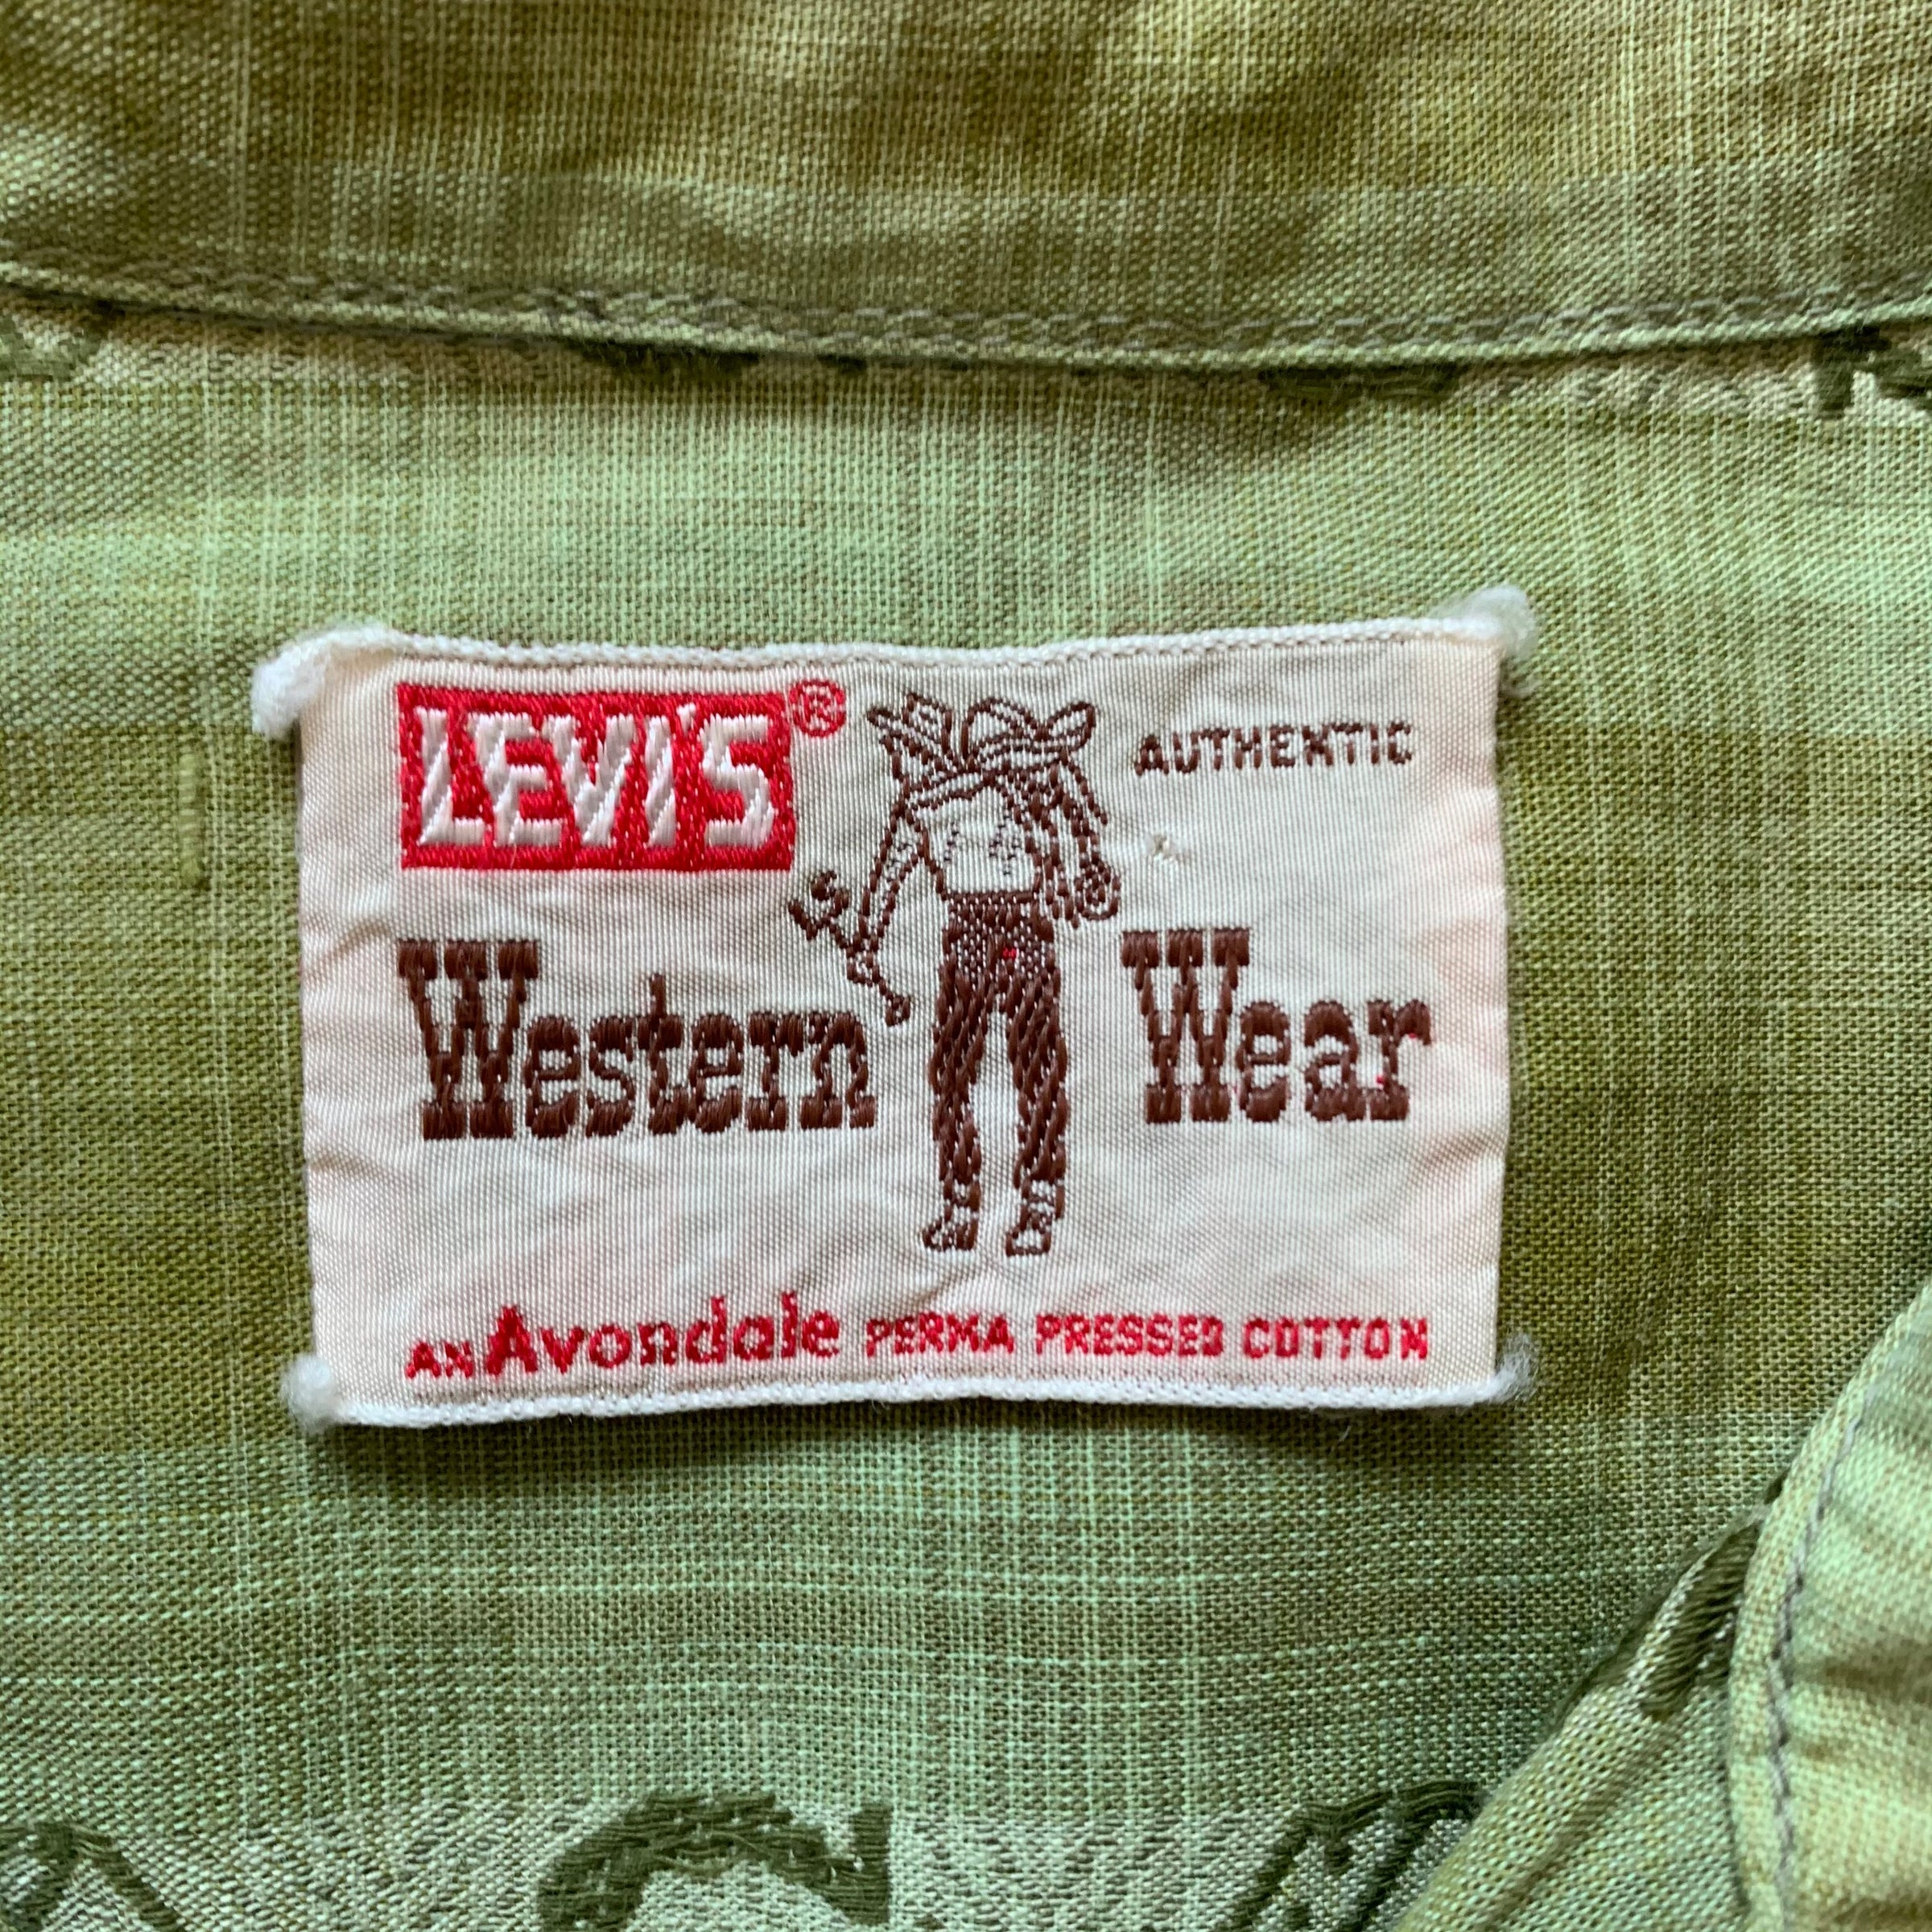 LEVI'S®
AUTHENTIC
Western Wear
AN Avondale PERMA PRESSED COTTON